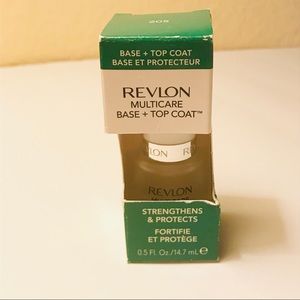 205
BASE + TOP COAT
BASE ET PROTECTEUR
REVLON
MULTICARE
BASE + TOP COAT™
REVLON
REVLON
STRENGTHENS
& PROTECTS
FORTIFIE
ET PROTÈGE
0.5 Fl. Oz./14.7 mL e